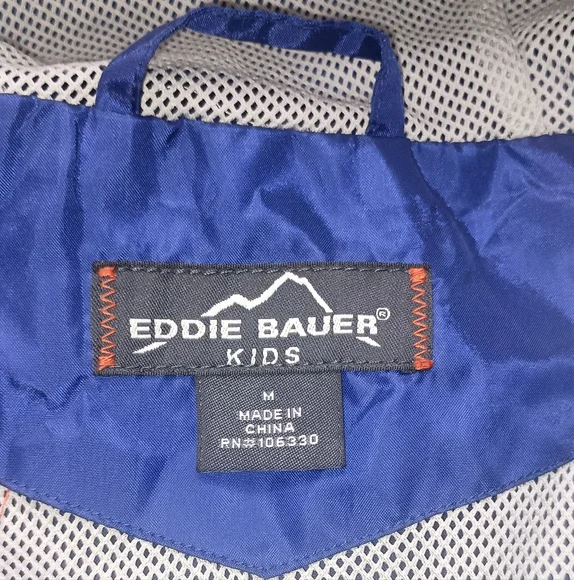 EDDIE BAUER®
KIDS
M
MADE IN
CHINA
RN#106330